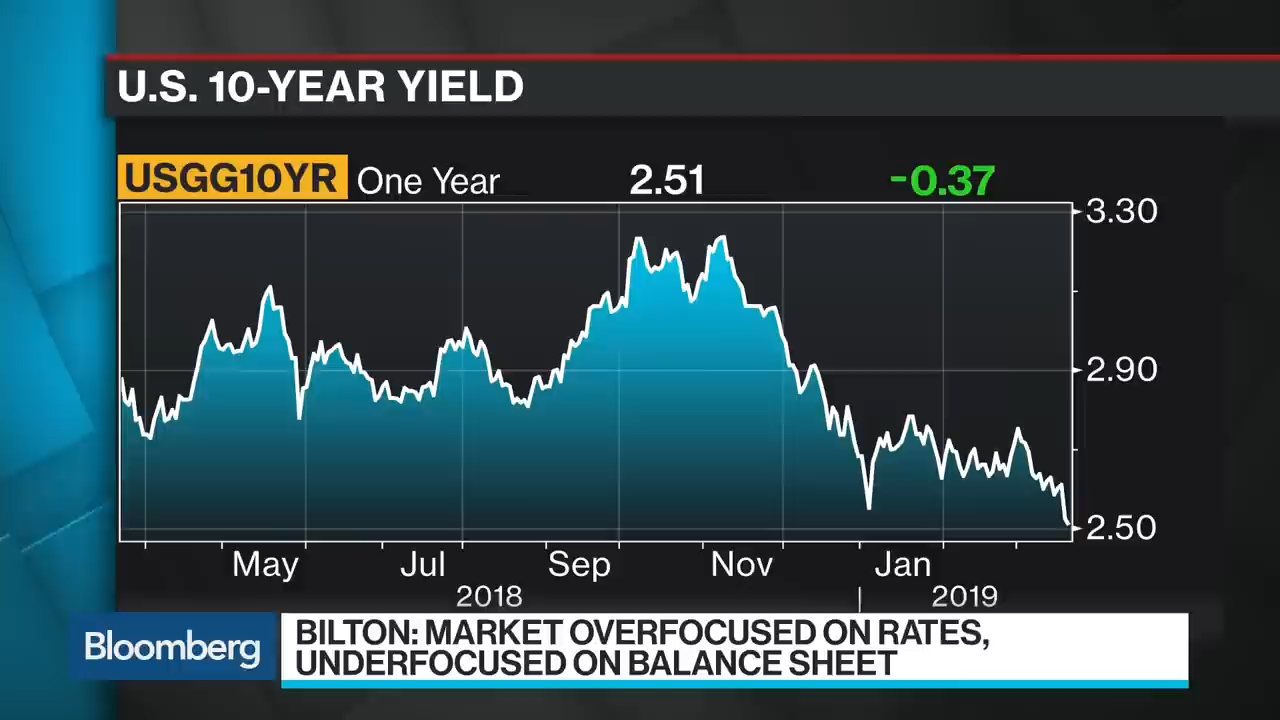 U.S. 10-YEAR YIELD
USGG10YR One Year 2.51 -0.37
3.30
2.90
2.50
May Jul Sep Nov Jan
2018 2019
Bloomberg
BILTON: MARKET OVERFOCUSED ON RATES,
UNDERFOCUSED ON BALANCE SHEET